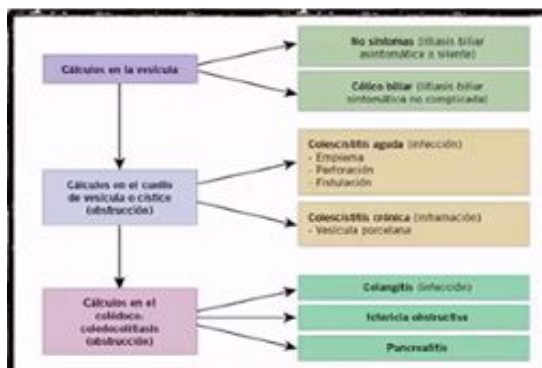 No síntomas (litiasis biliar
asintomática o silente)
Cálculos en la vesícula
Cólico biliar (litiasis biliar
sintomática no complicada)
Colescistitis aguda (infección)
- Empiema
- Perforación
- Fistulación
Cálculos en el cuello
de vesícula o cístico
(obstrucción)
Colescistitis crónica (inflamación)
- Vesícula porcelana
Cálculos en el
colédoco:
coledocolitiasis
(obstrucción)
Colangitis (infección)
Ictericia obstructiva
Pancreatitis